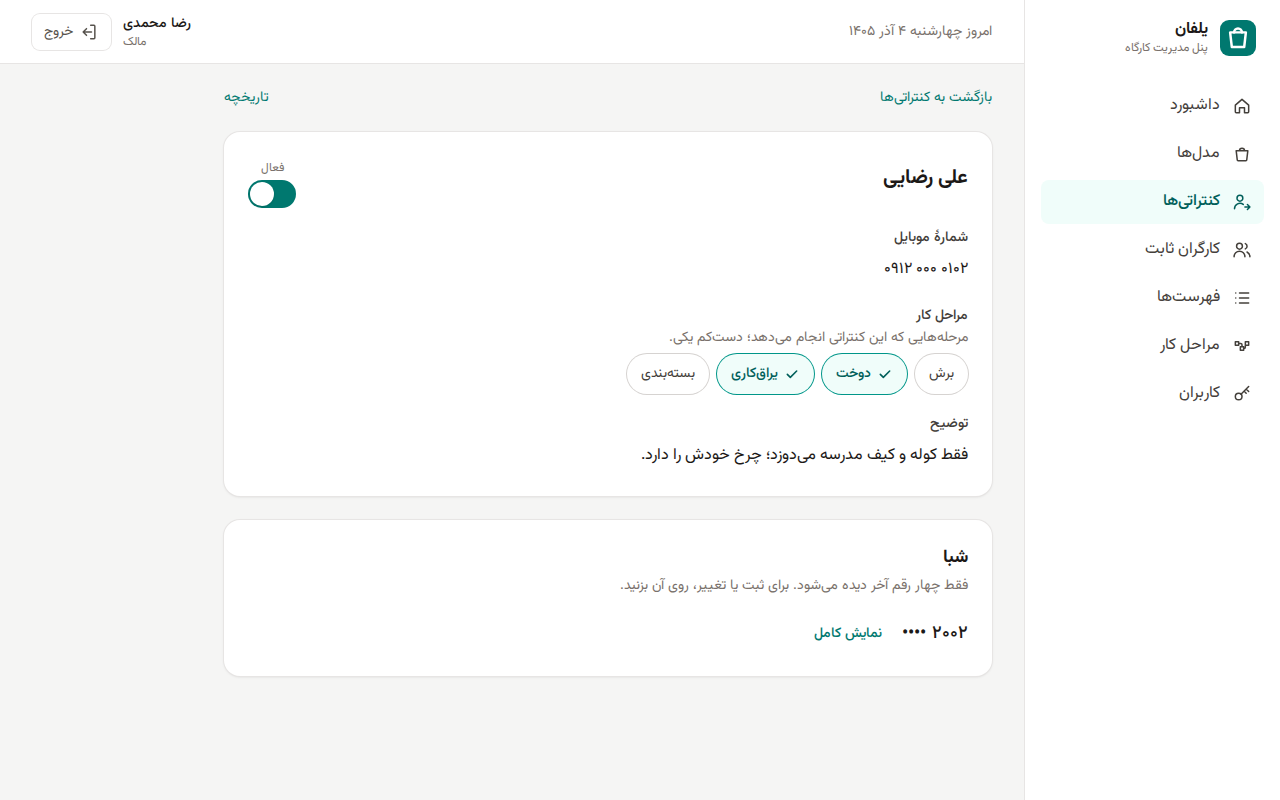 یلفان
پنل مدیریت کارگاه
داشبورد
مدل‌ها
کنتراتی‌ها
کارگران ثابت
فهرست‌ها
مراحل کار
کاربران
امروز چهارشنبه ۴ آذر ۱۴۰۵
رضا محمدی
مالک
خروج
بازگشت به کنتراتی‌ها
تاریخچه
علی رضایی
فعال
شمارهٔ موبایل
۰۹۱۲ ۰۰۰ ۰۱۰۲
مراحل کار
مرحله‌هایی که این کنتراتی انجام می‌دهد؛ دست‌کم یکی.
برش
دوخت
یراق‌کاری
بسته‌بندی
توضیح
فقط کوله و کیف مدرسه می‌دوزد؛ چرخ خودش را دارد.
شبا
فقط چهار رقم آخر دیده می‌شود. برای ثبت یا تغییر، روی آن بزنید.
•••• ۲۰۰۲ نمایش کامل